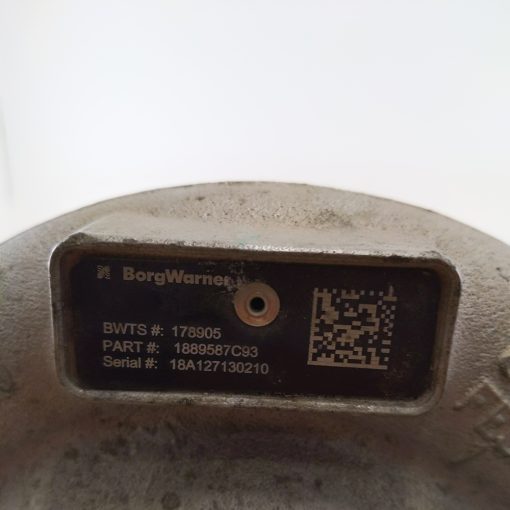 BorgWarner
BWTS #: 178905
PART #: 1889587C93
Serial #: 18A127130210